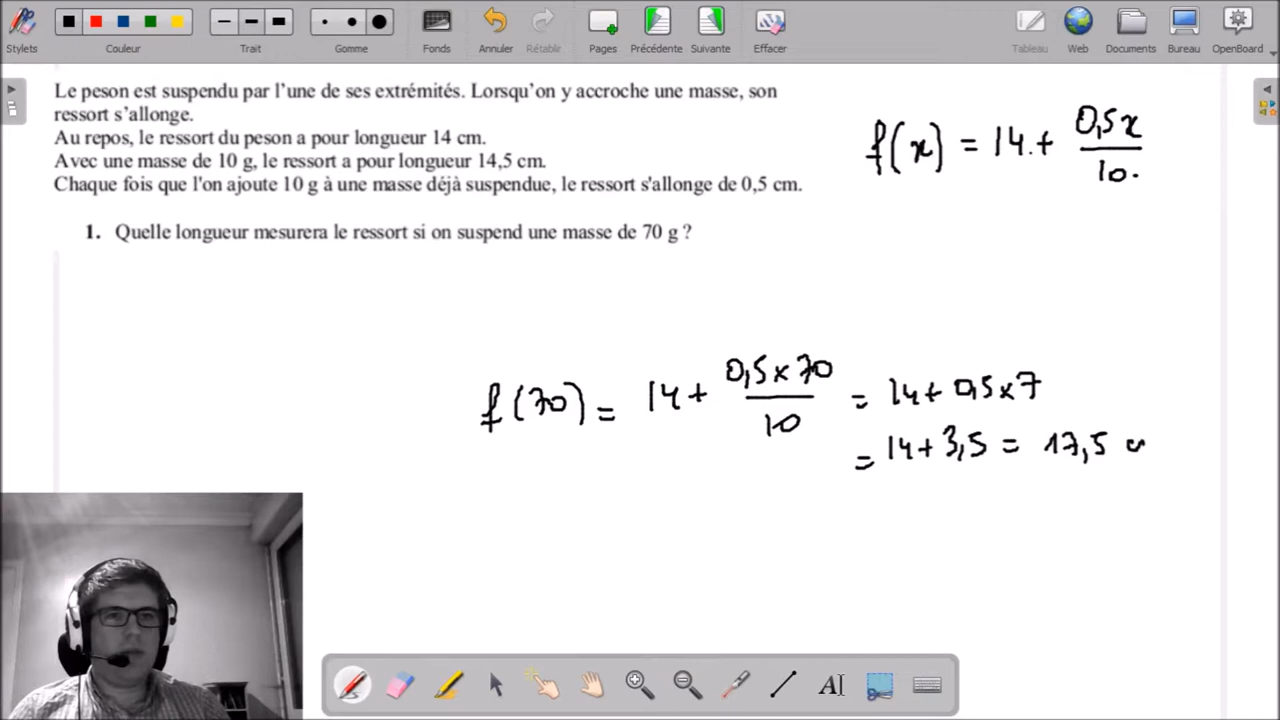 Stylets
Couleur
Trait
Gomme
Fonds
Annuler
Rétablir
Pages
Précédente
Suivante
Effacer
Tableau
Web
Documents
Bureau
OpenBoard
Le peson est suspendu par l'une de ses extrémités. Lorsqu'on y accroche une masse, son
ressort s'allonge.
Au repos, le ressort du peson a pour longueur 14 cm.
Avec une masse de 10 g, le ressort a pour longueur 14,5 cm.
Chaque fois que l'on ajoute 10 g à une masse déjà suspendue, le ressort s'allonge de 0,5 cm.
f(x) = 14 + 0,5x / 10
1. Quelle longueur mesurera le ressort si on suspend une masse de 70 g ?
f(70) = 14 + 0,5 × 70 / 10 = 14 + 0,5 × 7
= 14 + 3,5 = 17,5
AI